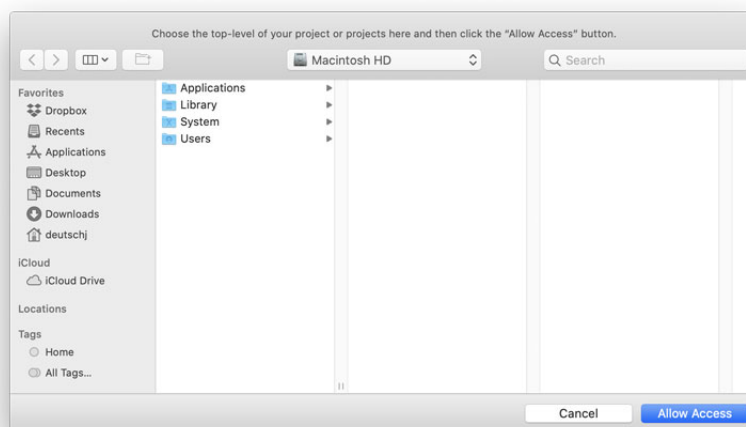 Choose the top-level of your project or projects here and then click the “Allow Access” button.
Macintosh HD
Search
Favorites
Dropbox
Recents
Applications
Desktop
Documents
Downloads
deutschj
iCloud
iCloud Drive
Locations
Tags
Home
All Tags...
Applications
Library
System
Users
Cancel
Allow Access